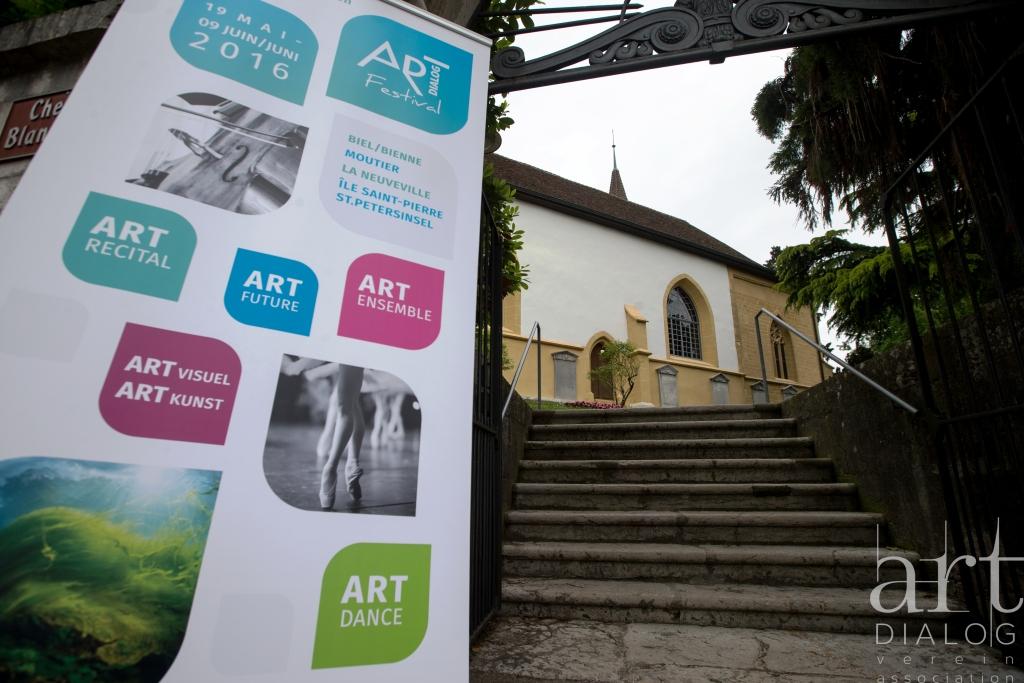 19 MAI -
09 JUIN/JUNI
2016
ART
DIALOG
Festival
BIEL/BIENNE
MOUTIER
LA NEUVEVILLE
ÎLE SAINT-PIERRE
ST.PETERSINSEL
ART
RECITAL
ART
FUTURE
ART
ENSEMBLE
ART VISUEL
ART KUNST
ART
DANCE
art
DIALOG
verein
association